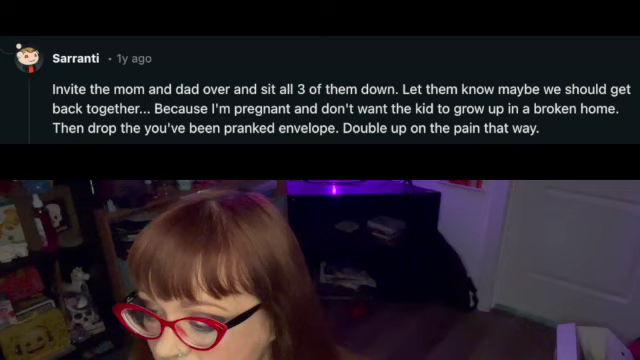 Sarranti · 1y ago
Invite the mom and dad over and sit all 3 of them down. Let them know maybe we should get
back together... Because I'm pregnant and don't want the kid to grow up in a broken home.
Then drop the you've been pranked envelope. Double up on the pain that way.